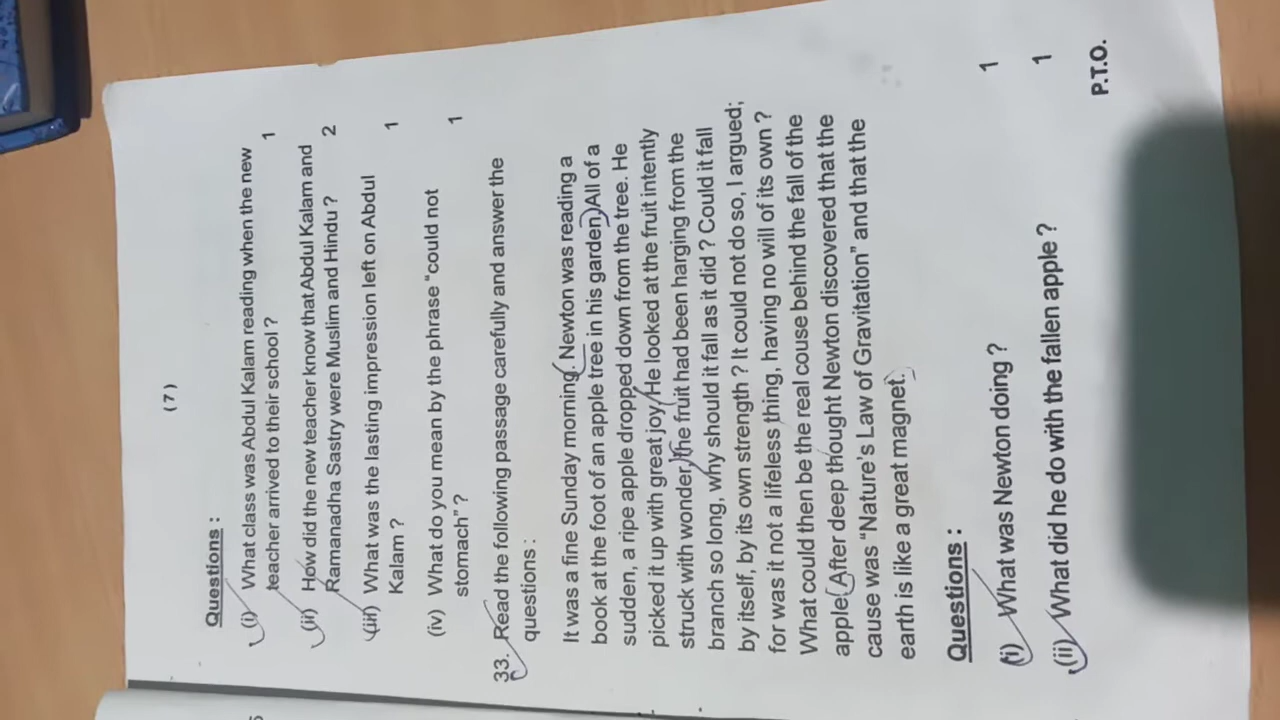 (7)
Questions :
(i) What class was Abdul Kalam reading when the new
teacher arrived to their school ? 1
(ii) How did the new teacher know that Abdul Kalam and
Ramanadha Sastry were Muslim and Hindu ? 2
(iii) What was the lasting impression left on Abdul
Kalam ? 1
(iv) What do you mean by the phrase "could not
stomach" ? 1
33. Read the following passage carefully and answer the
questions :
It was a fine Sunday morning. Newton was reading a
book at the foot of an apple tree in his garden. All of a
sudden, a ripe apple dropped down from the tree. He
picked it up with great joy. He looked at the fruit intently
struck with wonder, the fruit had been harging from the
branch so long, why should it fall as it did ? Could it fall
by itself, by its own strength ? It could not do so, I argued;
for was it not a lifeless thing, having no will of its own ?
What could then be the real couse behind the fall of the
apple. After deep thought Newton discovered that the
cause was "Nature's Law of Gravitation" and that the
earth is like a great magnet.
Questions :
(i) What was Newton doing ? 1
(ii) What did he do with the fallen apple ? 1
P.T.O.